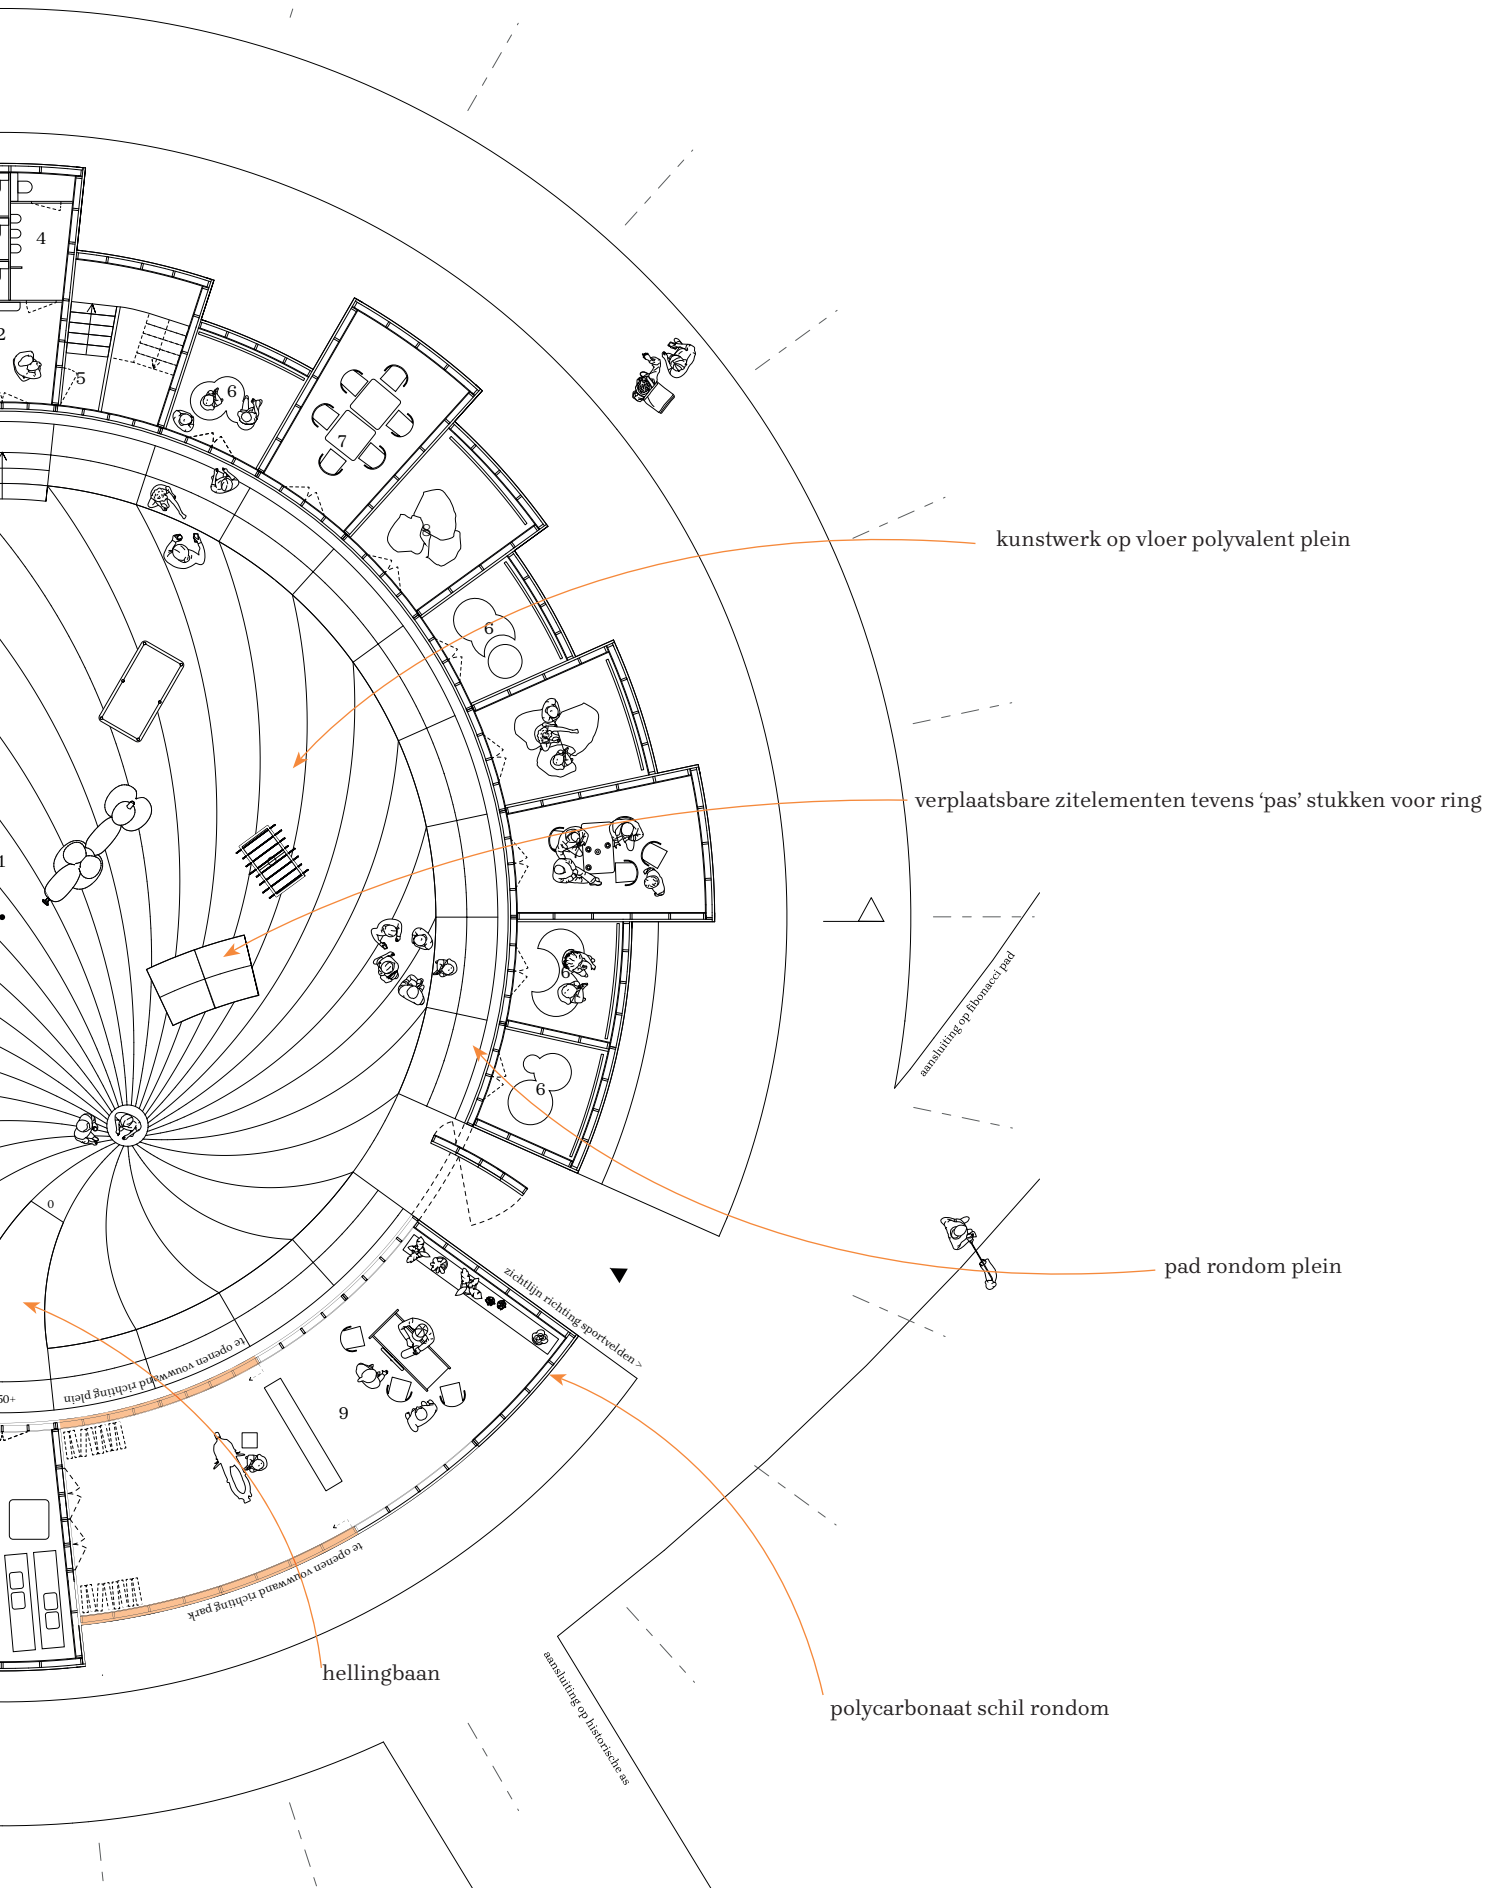 4
2
5
6
7
kunstwerk op vloer polyvalent plein
6
verplaatsbare zitelementen tevens ‘pas’ stukken voor ring
1
6
aansluiting op fibonacci pad
6
0
pad rondom plein
zichtlijn richting sportvelden >
te openen vouwwand richting plein
50+
9
te openen vouwwand richting park
hellingbaan
polycarbonaat schil rondom
aansluiting op historische as